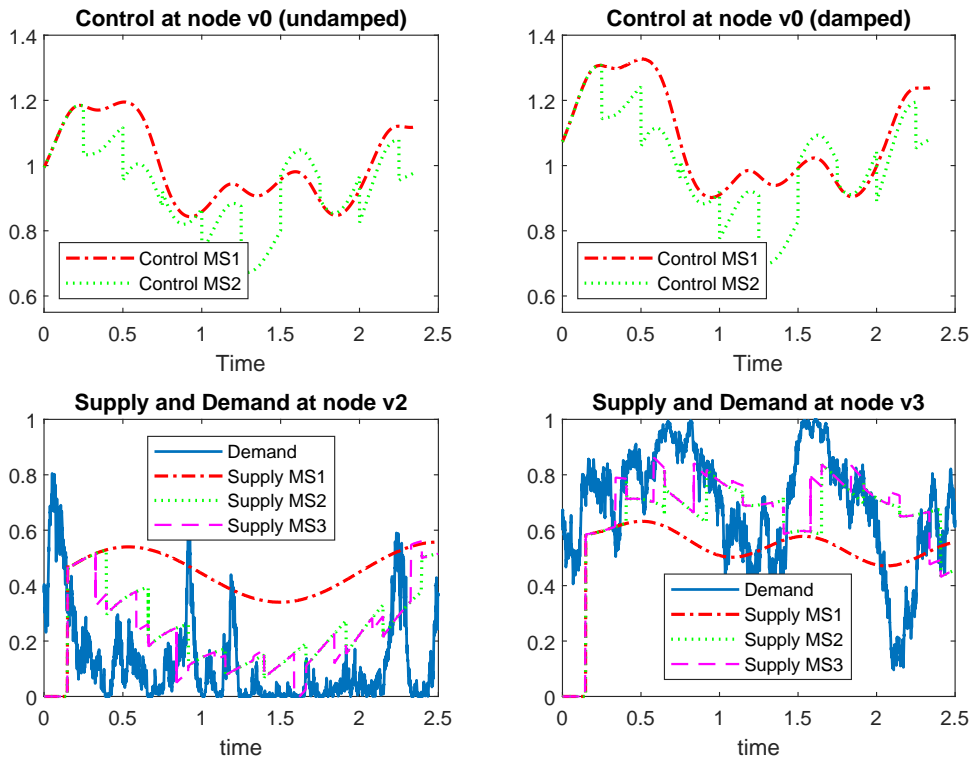 Control at node v0 (undamped)
1.4
1.2
1
0.8
0.6
Control MS1
Control MS2
0
0.5
1
1.5
2
2.5
Time
Control at node v0 (damped)
1.4
1.2
1
0.8
0.6
Control MS1
Control MS2
0
0.5
1
1.5
2
2.5
Time
Supply and Demand at node v2
1
0.8
0.6
0.4
0.2
0
Demand
Supply MS1
Supply MS2
Supply MS3
0
0.5
1
1.5
2
2.5
time
Supply and Demand at node v3
1
0.8
0.6
0.4
0.2
0
Demand
Supply MS1
Supply MS2
Supply MS3
0
0.5
1
1.5
2
2.5
time